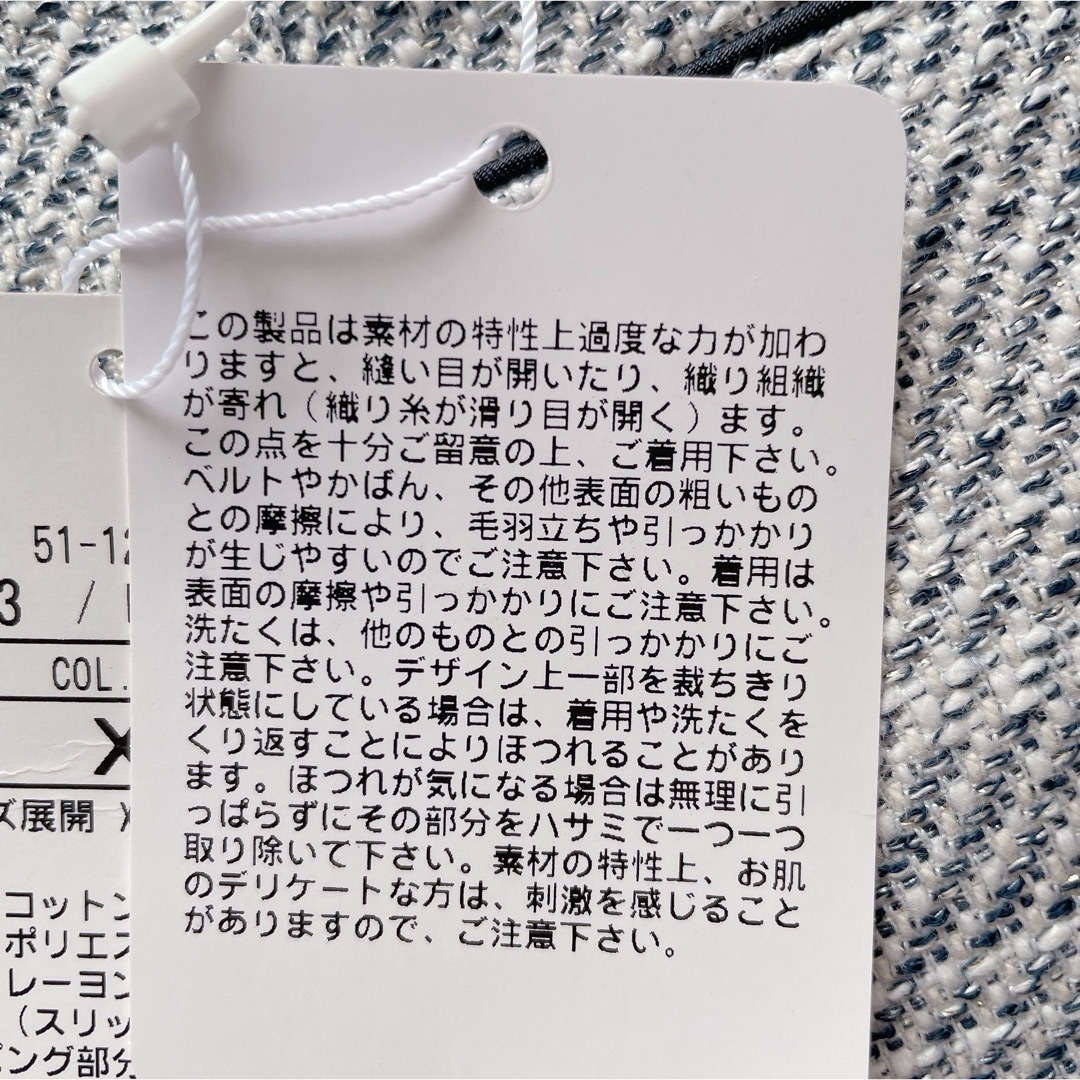 この製品は素材の特性上過度な力が加わ
りますと、縫い目が開いたり、織り組織
が寄れ（織り糸が滑り目が開く）ます。
この点を十分ご留意の上、ご着用下さい。
ベルトやかばん、その他表面の粗いもの
との摩擦により、毛羽立ちや引っかかり
が生じやすいのでご注意下さい。着用は
表面の摩擦や引っかかりにご注意下さい。
洗たくは、他のものとの引っかかりにご
注意下さい。デザイン上一部を裁ちきり
状態にしている場合は、着用や洗たくを
くり返すことによりほつれることがあり
ます。ほつれが気になる場合は無理に引
っぱらずにその部分をハサミで一つ一つ
取り除いて下さい。素材の特性上、お肌
のデリケートな方は、刺激を感じること
がありますので、ご注意下さい。
51-12
3 /
COL.
X
ズ展開
コットン
ポリエス
レーヨン
（スリッ
ピング部分